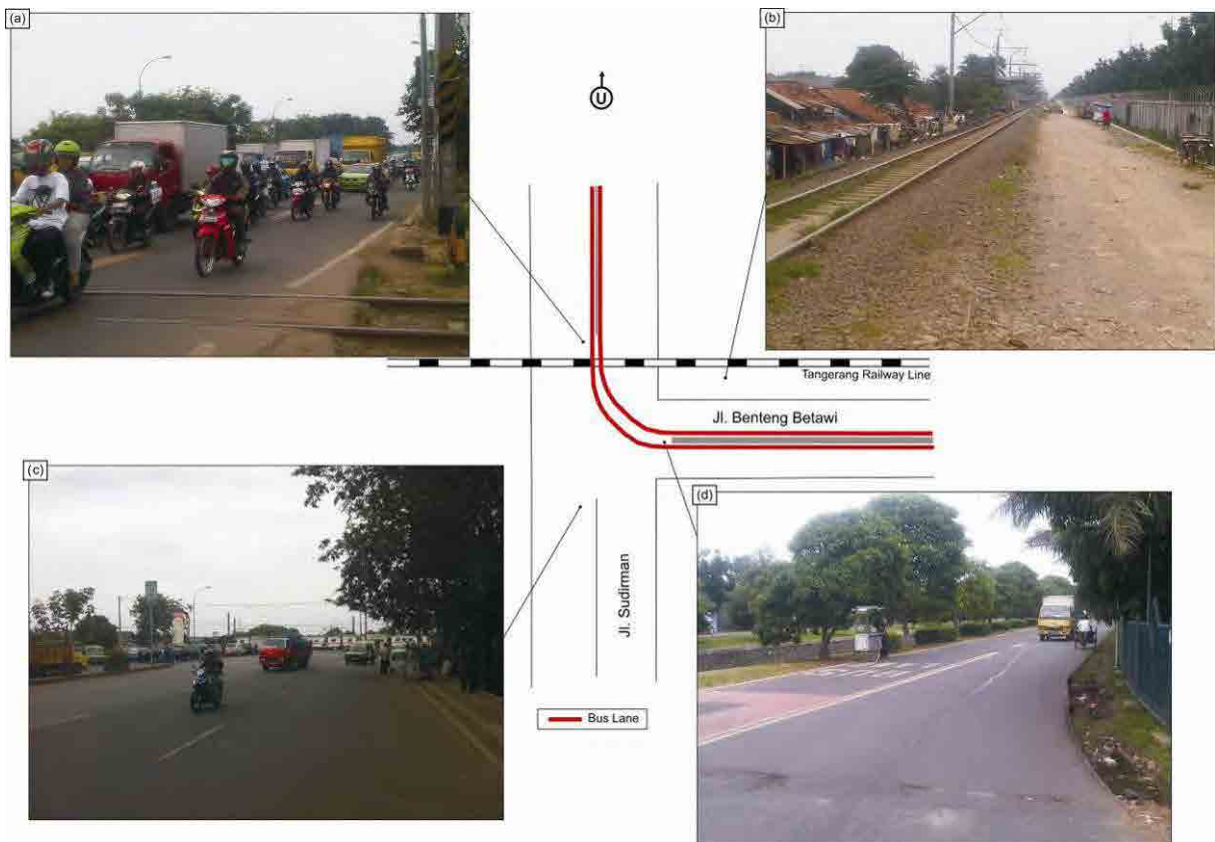 (a)
(b)
U
Tangerang Railway Line
Jl. Benteng Betawi
(c)
(d)
Jl. Sudirman
Bus Lane